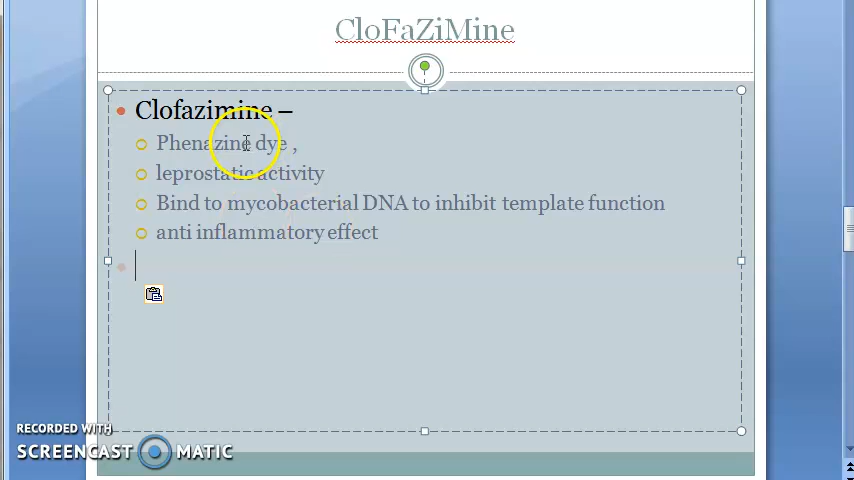 CloFaZiMine
Clofazimine –
Phenazine dye ,
leprostatic activity
Bind to mycobacterial DNA to inhibit template function
anti inflammatory effect
RECORDED WITH
SCREENCAST MATIC